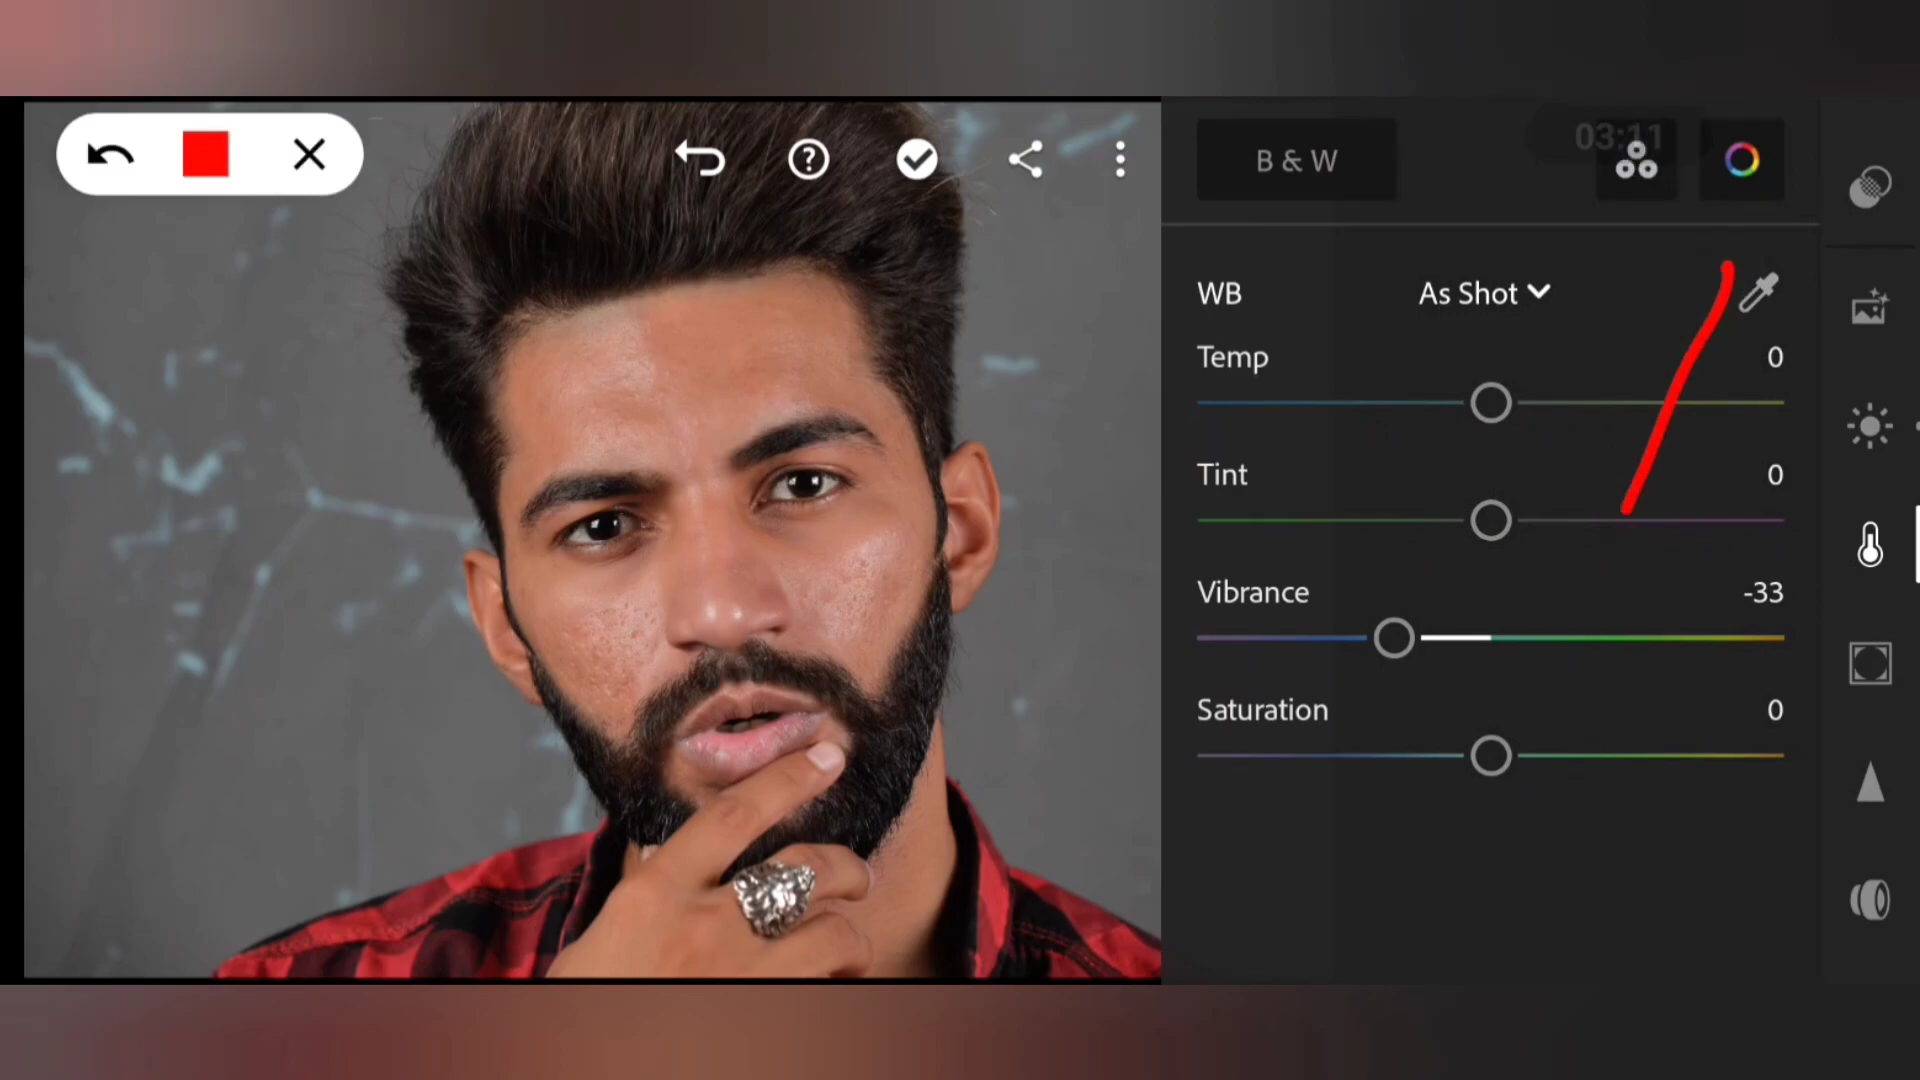 03:11
B & W
WB As Shot
Temp 0
Tint 0
Vibrance -33
Saturation 0